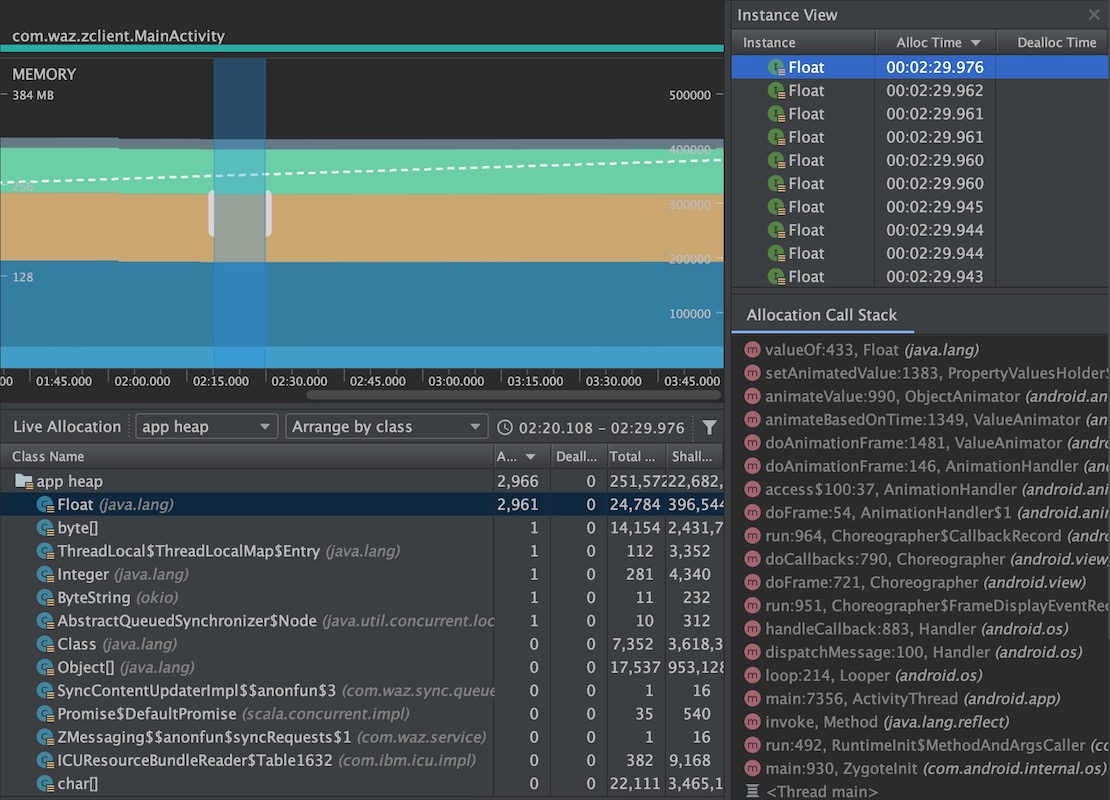 com.waz.zclient.MainActivity
MEMORY
384 MB
500000
400000
256
300000
200000
128
100000
00 01:45.000 02:00.000 02:15.000 02:30.000 02:45.000 03:00.000 03:15.000 03:30.000 03:45.000
Live Allocation app heap Arrange by class 02:20.108 – 02:29.976
Class Name A... Deall... Total ... Shall...
app heap 2,966 0 251,572 22,682,
Float (java.lang) 2,961 0 24,784 396,544
byte[] 1 0 14,154 2,431,7
ThreadLocal$ThreadLocalMap$Entry (java.lang) 1 0 112 3,352
Integer (java.lang) 1 0 281 4,340
ByteString (okio) 1 0 11 232
AbstractQueuedSynchronizer$Node (java.util.concurrent.loc 1 0 10 312
Class (java.lang) 0 0 7,352 3,618,3
Object[] (java.lang) 0 0 17,537 953,128
SyncContentUpdaterImpl$$anonfun$3 (com.waz.sync.queue 0 0 1 16
Promise$DefaultPromise (scala.concurrent.impl) 0 0 35 540
ZMessaging$$anonfun$syncRequests$1 (com.waz.service) 0 0 1 16
ICUResourceBundleReader$Table1632 (com.ibm.icu.impl) 0 0 382 9,168
char[] 0 0 22,111 3,465,1
Instance View
Instance Alloc Time Dealloc Time
Float 00:02:29.976
Float 00:02:29.962
Float 00:02:29.961
Float 00:02:29.961
Float 00:02:29.960
Float 00:02:29.960
Float 00:02:29.945
Float 00:02:29.944
Float 00:02:29.944
Float 00:02:29.943
Allocation Call Stack
valueOf:433, Float (java.lang)
setAnimatedValue:1383, PropertyValuesHolder
animateValue:990, ObjectAnimator (android.an
animateBasedOnTime:1349, ValueAnimator (andr
doAnimationFrame:1481, ValueAnimator (andro
doAnimationFrame:146, AnimationHandler (an
access$100:37, AnimationHandler (android.ani
doFrame:54, AnimationHandler$1 (android.anim
run:964, Choreographer$CallbackRecord (andro
doCallbacks:790, Choreographer (android.view
doFrame:721, Choreographer (android.view)
run:951, Choreographer$FrameDisplayEventRec
handleCallback:883, Handler (android.os)
dispatchMessage:100, Handler (android.os)
loop:214, Looper (android.os)
main:7356, ActivityThread (android.app)
invoke, Method (java.lang.reflect)
run:492, RuntimeInit$MethodAndArgsCaller (co
main:930, ZygoteInit (com.android.internal.os)
<Thread main>